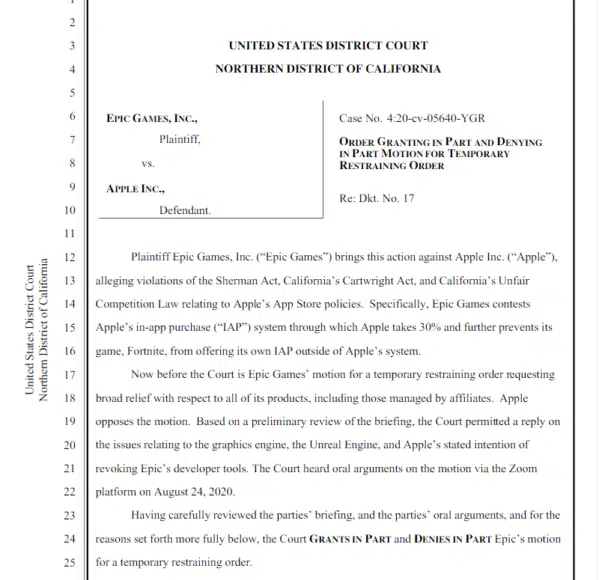 1
2
3
UNITED STATES DISTRICT COURT
4
NORTHERN DISTRICT OF CALIFORNIA
5
6
EPIC GAMES, INC.,
Case No. 4:20-cv-05640-YGR
7
Plaintiff,
ORDER GRANTING IN PART AND DENYING
8
vs.
IN PART MOTION FOR TEMPORARY
RESTRAINING ORDER
9
APPLE INC.,
Re: Dkt. No. 17
10
Defendant.
11
12
Plaintiff Epic Games, Inc. (“Epic Games”) brings this action against Apple Inc. (“Apple”),
13
alleging violations of the Sherman Act, California’s Cartwright Act, and California’s Unfair
14
Competition Law relating to Apple’s App Store policies. Specifically, Epic Games contests
15
Apple’s in-app purchase (“IAP”) system through which Apple takes 30% and further prevents its
16
game, Fortnite, from offering its own IAP outside of Apple’s system.
17
Now before the Court is Epic Games’ motion for a temporary restraining order requesting
18
broad relief with respect to all of its products, including those managed by affiliates. Apple
19
opposes the motion. Based on a preliminary review of the briefing, the Court permitted a reply on
20
the issues relating to the graphics engine, the Unreal Engine, and Apple’s stated intention of
21
revoking Epic’s developer tools. The Court heard oral arguments on the motion via the Zoom
22
platform on August 24, 2020.
23
Having carefully reviewed the parties’ briefing, and the parties’ oral arguments, and for the
24
reasons set forth more fully below, the Court GRANTS IN PART and DENIES IN PART Epic’s motion
25
for a temporary restraining order.
United States District Court
Northern District of California